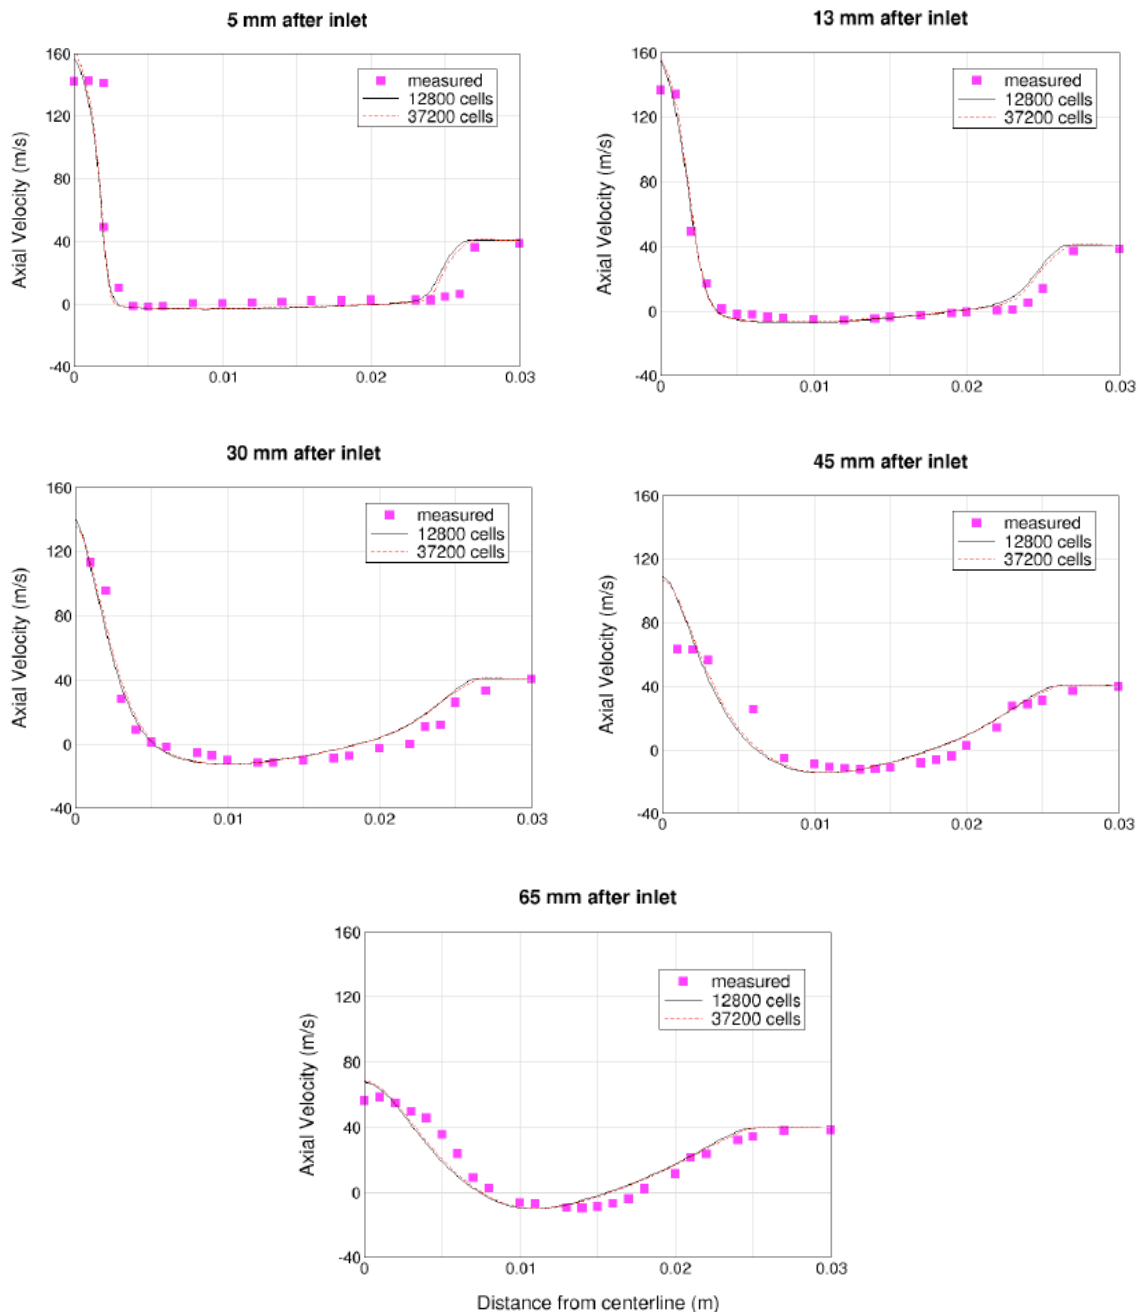 5 mm after inlet
160
120
80
40
0
-40
Axial Velocity (m/s)
measured
12800 cells
37200 cells
0
0.01
0.02
0.03
13 mm after inlet
160
120
80
40
0
-40
Axial Velocity (m/s)
measured
12800 cells
37200 cells
0
0.01
0.02
0.03
30 mm after inlet
160
120
80
40
0
-40
Axial Velocity (m/s)
measured
12800 cells
37200 cells
0
0.01
0.02
0.03
45 mm after inlet
160
120
80
40
0
-40
Axial Velocity (m/s)
measured
12800 cells
37200 cells
0
0.01
0.02
0.03
65 mm after inlet
160
120
80
40
0
-40
Axial Velocity (m/s)
measured
12800 cells
37200 cells
0
0.01
0.02
0.03
Distance from centerline (m)